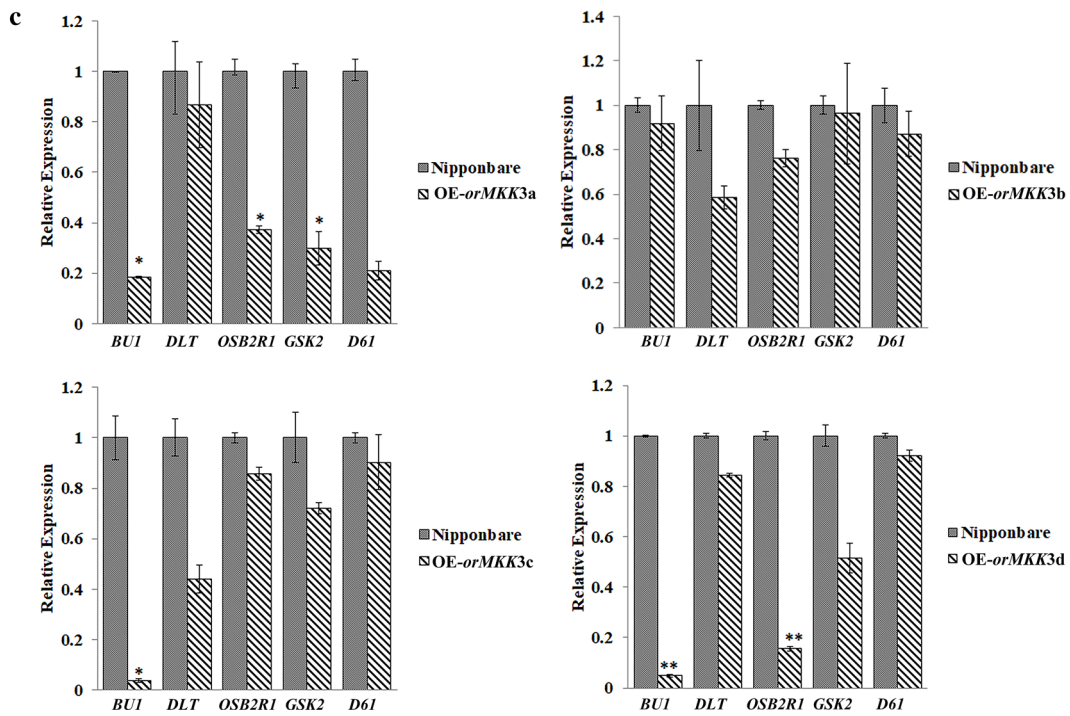 c
1.2
1
0.8
0.6
0.4
0.2
0
Relative Expression
*
*
*
BU1 DLT OSB2R1 GSK2 D61
Nipponbare
OE-orMKK3a
1.4
1.2
1
0.8
0.6
0.4
0.2
0
Relative Expression
BU1 DLT OSB2R1 GSK2 D61
Nipponbare
OE-orMKK3b
1.2
1
0.8
0.6
0.4
0.2
0
Relative Expression
*
BU1 DLT OSB2R1 GSK2 D61
Nipponbare
OE-orMKK3c
1.2
1
0.8
0.6
0.4
0.2
0
Relative Expression
**
**
BU1 DLT OSB2R1 GSK2 D61
Nipponbare
OE-orMKK3d